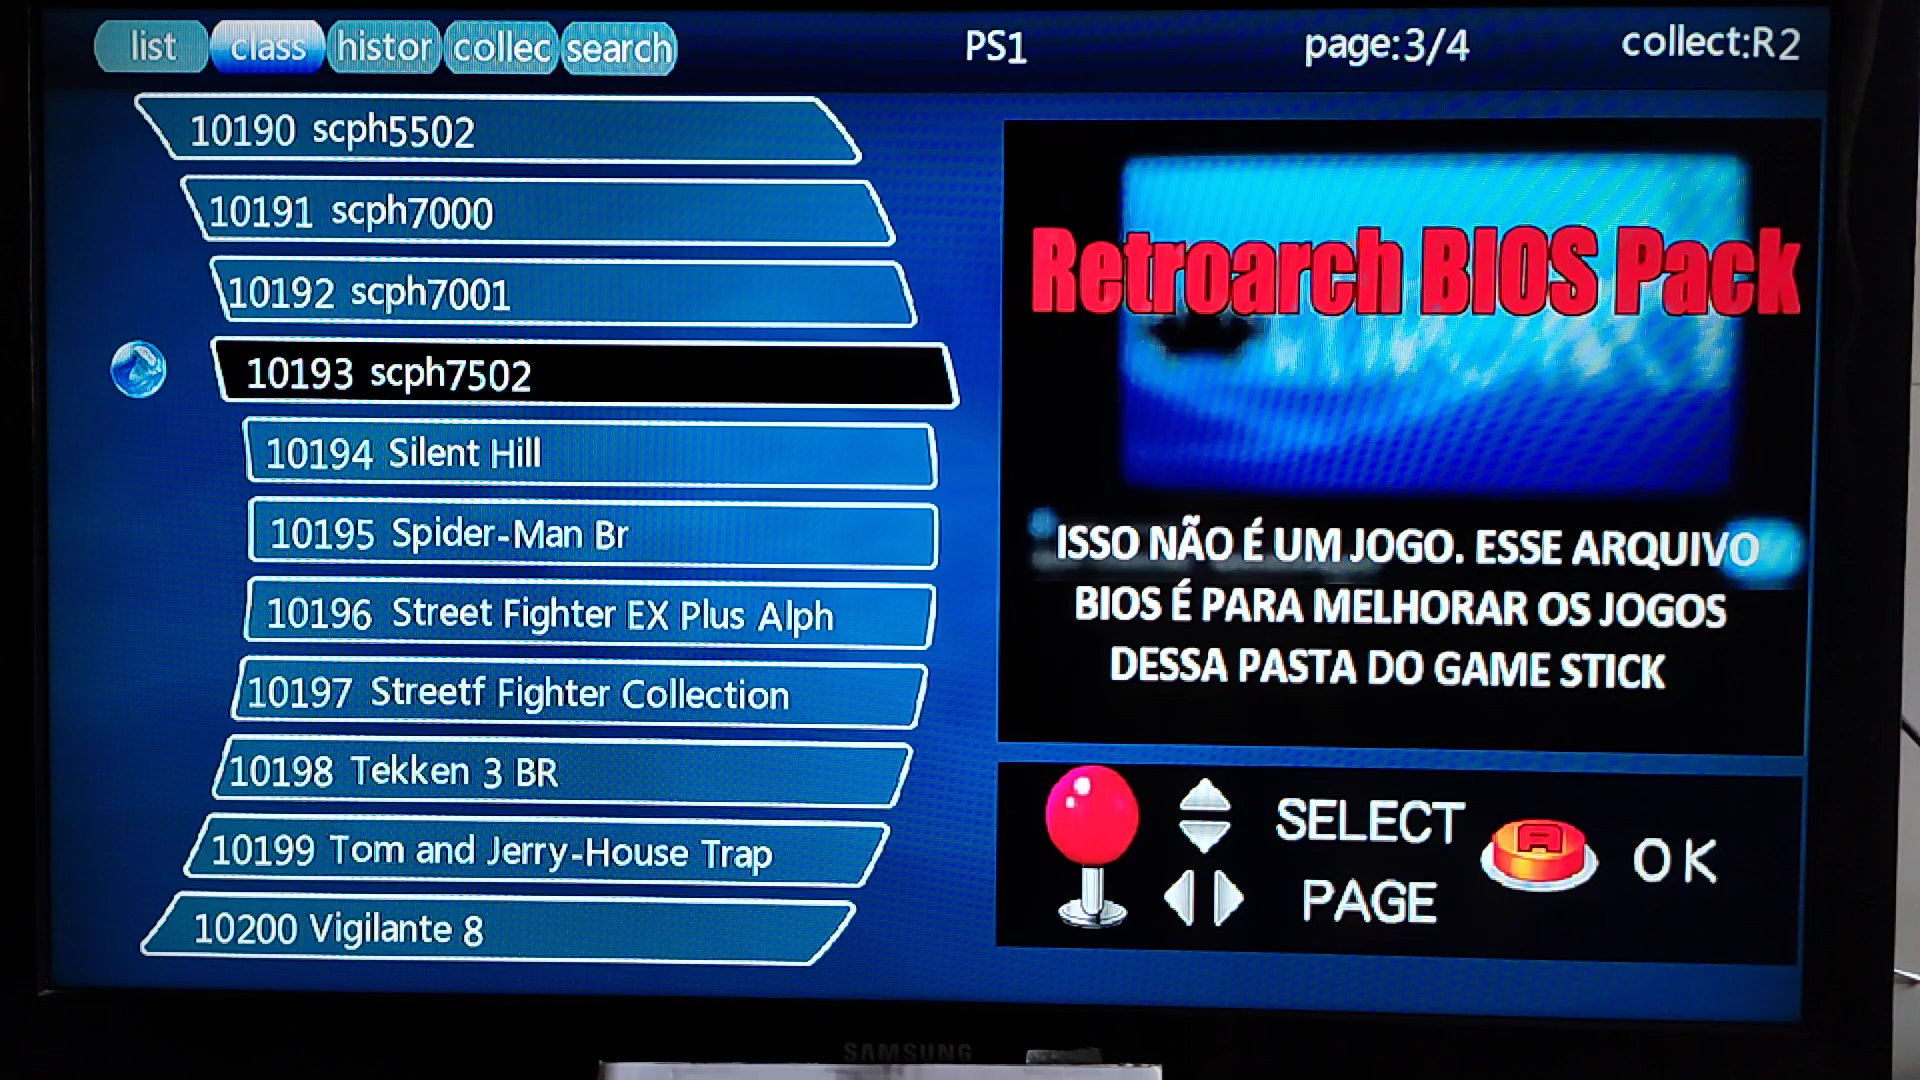 list class histor collec search PS1 page:3/4 collect:R2
10190 scph5502
10191 scph7000
10192 scph7001
10193 scph7502
10194 Silent Hill
10195 Spider-Man Br
10196 Street Fighter EX Plus Alph
10197 Streetf Fighter Collection
10198 Tekken 3 BR
10199 Tom and Jerry-House Trap
10200 Vigilante 8
Retroarch BIOS Pack
ISSO NÃO É UM JOGO. ESSE ARQUIVO
BIOS É PARA MELHORAR OS JOGOS
DESSA PASTA DO GAME STICK
SELECT
PAGE
A
OK
SAMSUNG